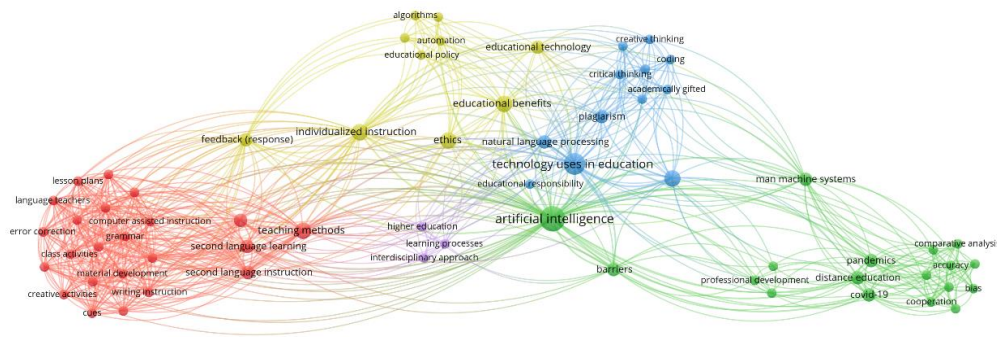 algorithms
automation
educational policy
educational technology
creative thinking
coding
critical thinking
academically gifted
educational benefits
plagiarism
individualized instruction
feedback (response)
ethics
natural language processing
technology uses in education
educational responsibility
man machine systems
lesson plans
language teachers
computer assisted instruction
error correction
grammar
teaching methods
class activities
second language learning
material development
second language instruction
creative activities
writing instruction
cues
higher education
learning processes
interdisciplinary approach
artificial intelligence
barriers
professional development
pandemics
distance education
covid-19
comparative analysis
accuracy
bias
cooperation